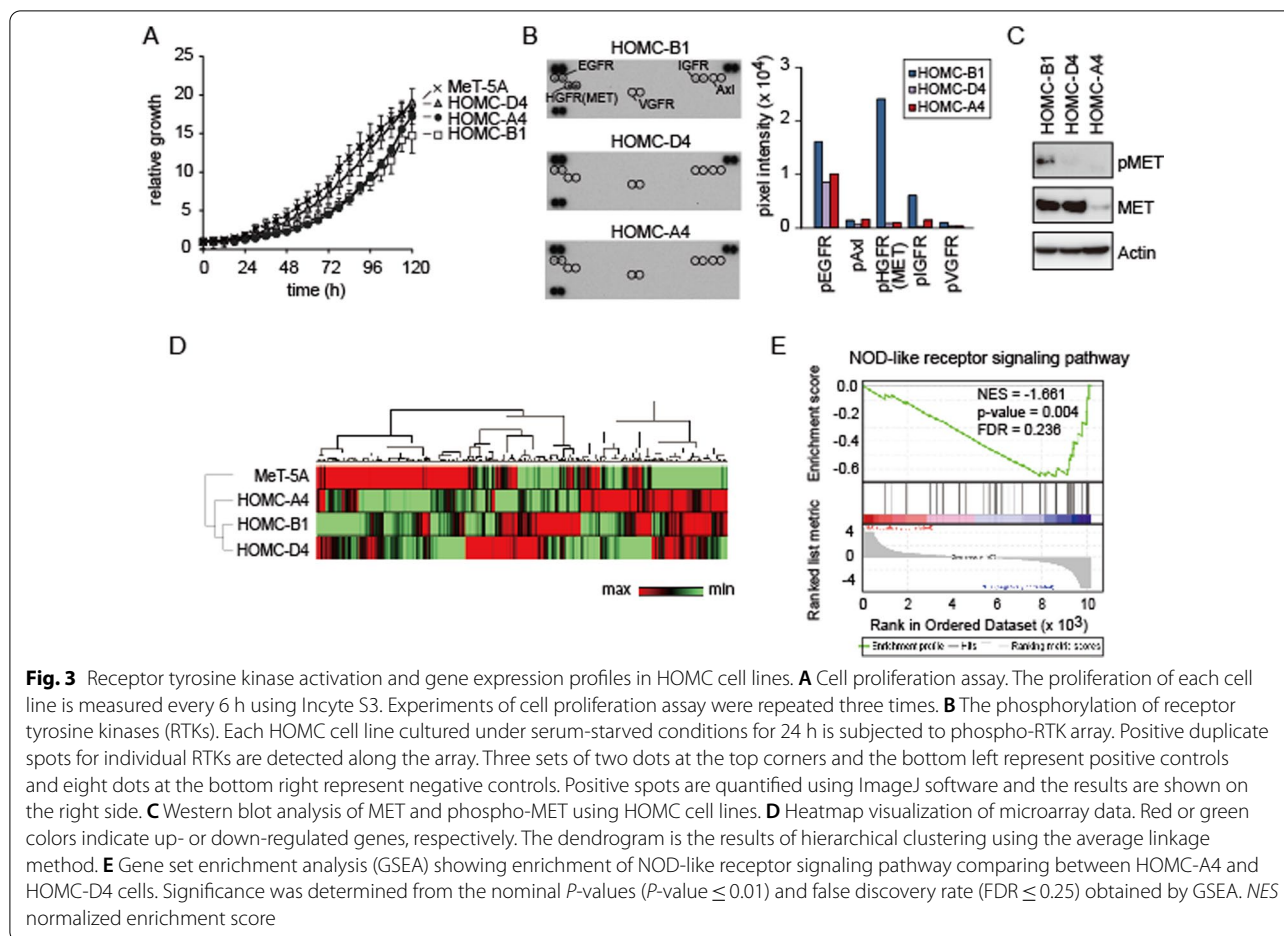 A
25
20
15
10
5
0
relative growth
0 24 48 72 96 120
time (h)
MeT-5A
HOMC-D4
HOMC-A4
HOMC-B1
B
HOMC-B1
EGFR
IGFR
HGFR(MET)
VGFR
Axl
HOMC-D4
HOMC-A4
pixel intensity (x 10⁴)
3
2
1
0
HOMC-B1
HOMC-D4
HOMC-A4
pEGFR
pAxl
pHGFR
(MET)
pIGFR
pVGFR
C
HOMC-B1
HOMC-D4
HOMC-A4
pMET
MET
Actin
D
MeT-5A
HOMC-A4
HOMC-B1
HOMC-D4
max min
E
NOD-like receptor signaling pathway
Enrichment score
0.0
-0.2
-0.4
-0.6
NES = -1.661
p-value = 0.004
FDR = 0.236
Ranked list metric
4
0
-4
0 2 4 6 8 10
Rank in Ordered Dataset (x 10³)
Enrichment profile Hits Ranking metric scores
Fig. 3 Receptor tyrosine kinase activation and gene expression profiles in HOMC cell lines. A Cell proliferation assay. The proliferation of each cell
line is measured every 6 h using Incyte S3. Experiments of cell proliferation assay were repeated three times. B The phosphorylation of receptor
tyrosine kinases (RTKs). Each HOMC cell line cultured under serum-starved conditions for 24 h is subjected to phospho-RTK array. Positive duplicate
spots for individual RTKs are detected along the array. Three sets of two dots at the top corners and the bottom left represent positive controls
and eight dots at the bottom right represent negative controls. Positive spots are quantified using ImageJ software and the results are shown on
the right side. C Western blot analysis of MET and phospho-MET using HOMC cell lines. D Heatmap visualization of microarray data. Red or green
colors indicate up- or down-regulated genes, respectively. The dendrogram is the results of hierarchical clustering using the average linkage
method. E Gene set enrichment analysis (GSEA) showing enrichment of NOD-like receptor signaling pathway comparing between HOMC-A4 and
HOMC-D4 cells. Significance was determined from the nominal P-values (P-value ≤ 0.01) and false discovery rate (FDR ≤ 0.25) obtained by GSEA. NES
normalized enrichment score